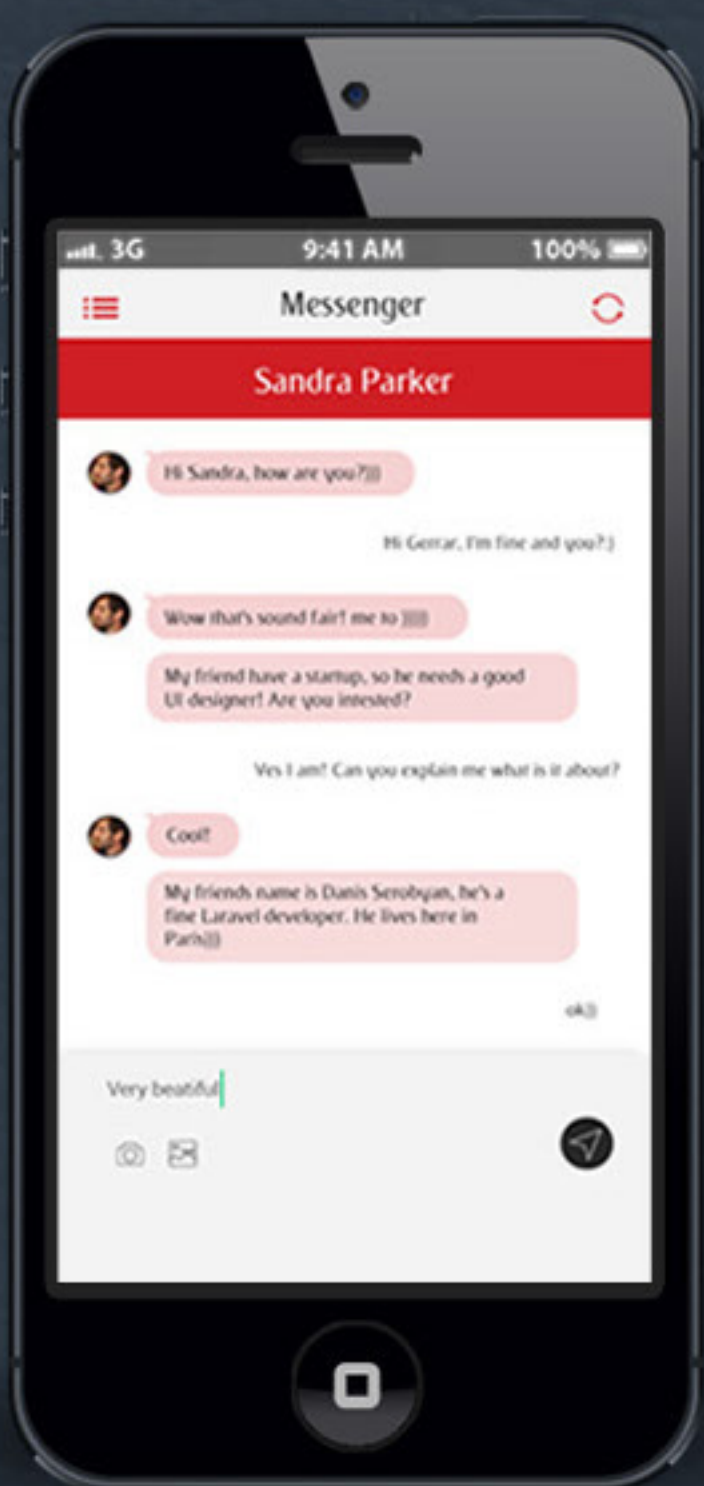 3G 9:41 AM 100%
Messenger
Sandra Parker
Hi Sandra, how are you?)))
Hi Gerrar, I'm fine and you?:)
Wow that's sound fair! me to )))))
My friend have a startup, so he needs a good
UI designer! Are you intested?
Yes I am! Can you explain me what is it about?
Cool!
My friends name is Danis Serobyan, he's a
fine Laravel developer. He lives here in
Paris)))
ok))
Very beatiful